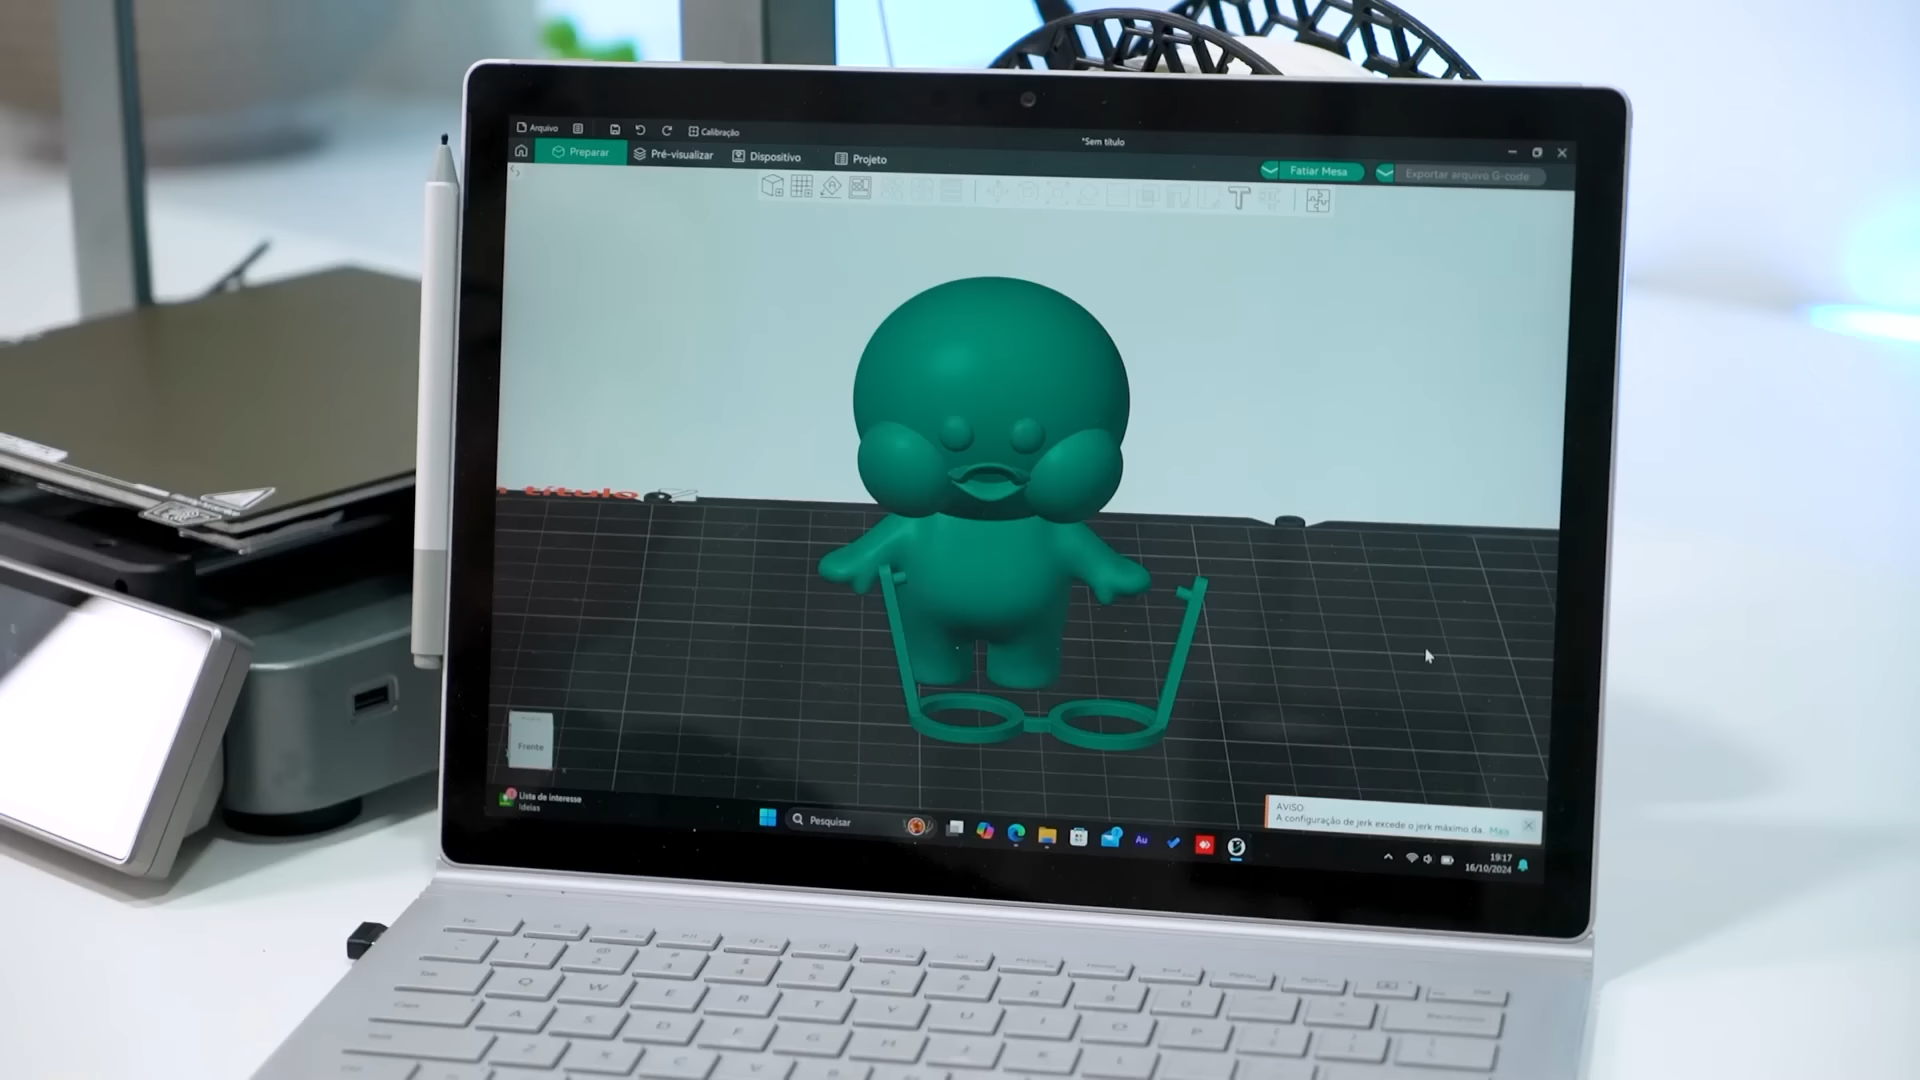 Arquivo
Calibração
*Sem título
Preparar
Pré-visualizar
Dispositivo
Projeto
Fatiar Mesa
Exportar arquivo G-code
título
Frente
Lista de interesse
Ideias
Pesquisar
Au
AVISO:
A configuração de jerk excede o jerk máximo da.
19:17
16/10/2024
Q W E R T Y U I O P
A S D F G H J K L
Z X C V B